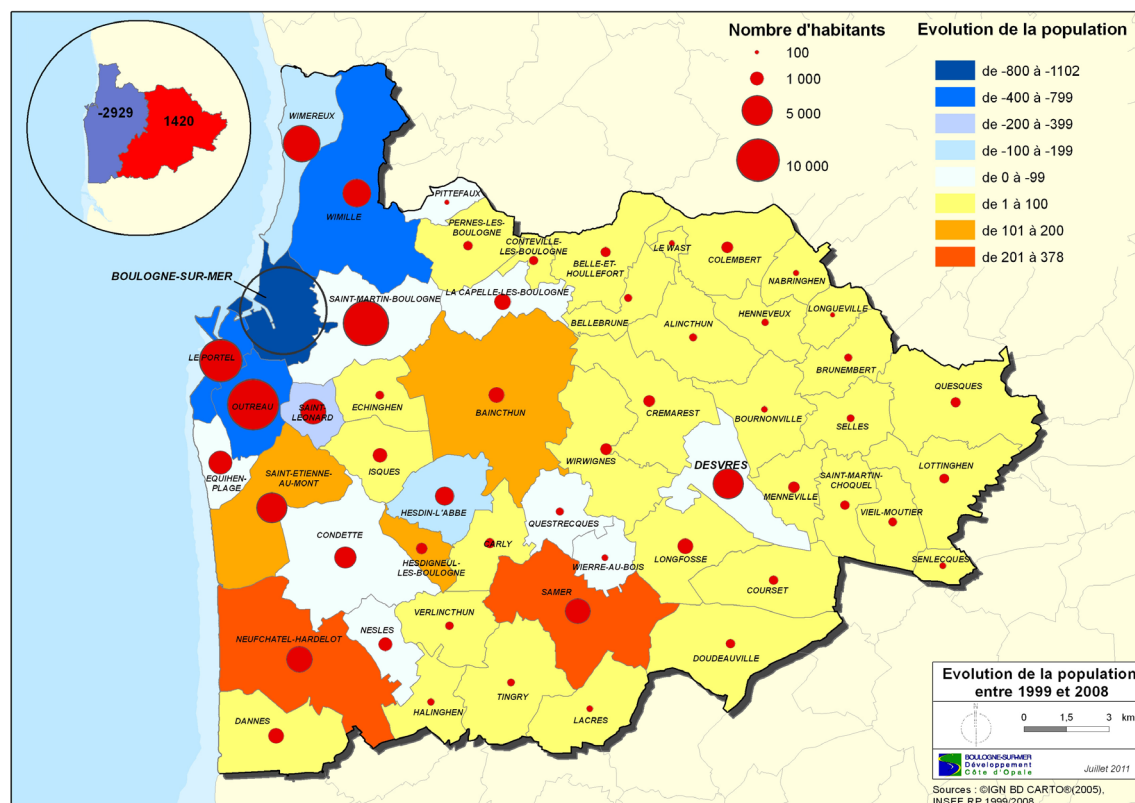 Nombre d'habitants
100
1 000
5 000
10 000
Evolution de la population
de -800 à -1102
de -400 à -799
de -200 à -399
de -100 à -199
de 0 à -99
de 1 à 100
de 101 à 200
de 201 à 378
-2929
1420
WIMEREUX
WIMILLE
PITTEFAUX
PERNES-LES-
BOULOGNE
CONTEVILLE-
LES-BOULOGNE
BELLE-ET-
HOULLEFORT
LE WAST
COLEMBERT
NABRINGHEN
BOULOGNE-SUR-MER
SAINT-MARTIN-BOULOGNE
LA CAPELLE-LES-BOULOGNE
BELLEBRUNE
ALINCTHUN
HENNEVEUX
LONGUEVILLE
BRUNEMBERT
LE PORTEL
OUTREAU
SAINT-
LEONARD
ECHINGHEN
BAINCTHUN
CREMAREST
BOURNONVILLE
SELLES
QUESQUES
EQUIHEN-
PLAGE
SAINT-ETIENNE-
AU-MONT
ISQUES
WIRWIGNES
DESVRES
MENNEVILLE
SAINT-MARTIN-
CHOQUEL
LOTTINGHEN
VIEIL-MOUTIER
HESDIN-L'ABBE
QUESTRECQUES
CONDETTE
HESDIGNEUL-
LES-BOULOGNE
CARLY
WIERRE-AU-BOIS
LONGFOSSE
SENLECQUES
COURSET
SAMER
VERLINCTHUN
NESLES
NEUFCHATEL-HARDELOT
DOUDEAUVILLE
TINGRY
HALINGHEN
LACRES
DANNES
Evolution de la population
entre 1999 et 2008
N
0 1,5 3 km
BOULOGNE-SUR-MER
Développement
Côte d'Opale
Juillet 2011
Sources : ©IGN BD CARTO®(2005),
INSEE RP 1999/2008